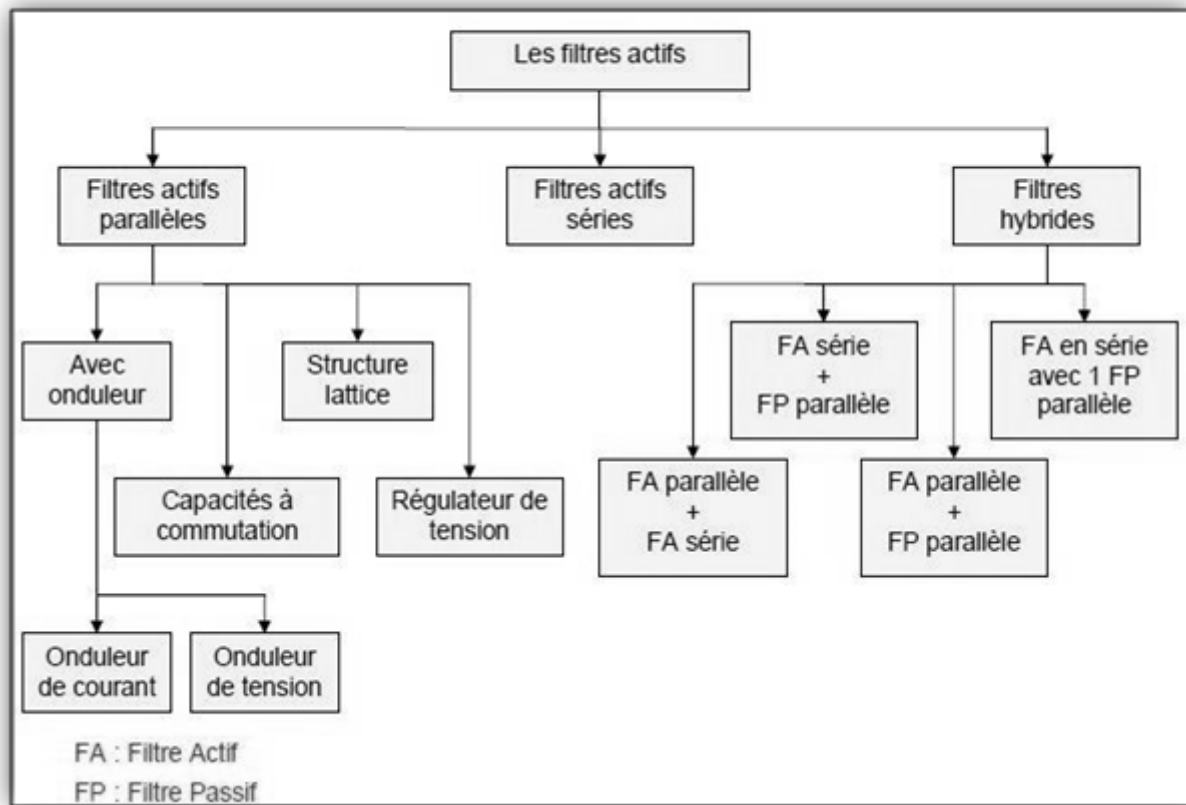 Les filtres actifs
Filtres actifs
parallèles
Filtres actifs
séries
Filtres
hybrides
Avec
onduleur
Structure
lattice
FA série
+
FP parallèle
FA en série
avec 1 FP
parallèle
Capacités à
commutation
Régulateur de
tension
FA parallèle
+
FA série
FA parallèle
+
FP parallèle
Onduleur
de courant
Onduleur
de tension
FA : Filtre Actif
FP : Filtre Passif